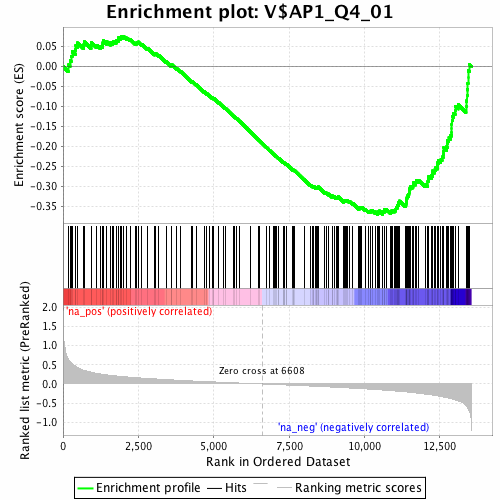 Enrichment plot: V$AP1_Q4_01
Enrichment score (ES)
0.05
0.00
-0.05
-0.10
-0.15
-0.20
-0.25
-0.30
-0.35
'na_pos' (positively correlated)
Ranked list metric (PreRanked)
2.0
1.5
1.0
0.5
0.0
-0.5
-1.0
Zero cross at 6608
'na_neg' (negatively correlated)
0 2,500 5,000 7,500 10,000 12,500
Rank in Ordered Dataset
Enrichment profile Hits Ranking metric scores